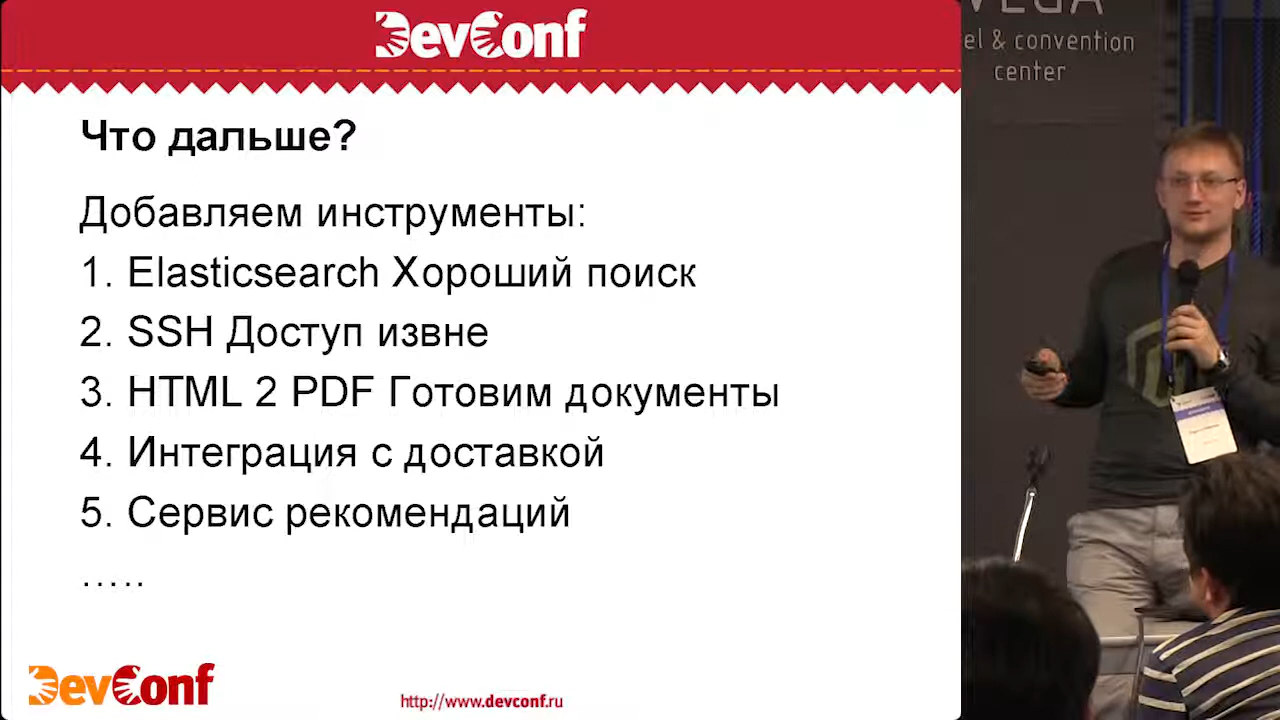 DevConf
Что дальше?
Добавляем инструменты:
1. Elasticsearch Хороший поиск
2. SSH Доступ извне
3. HTML 2 PDF Готовим документы
4. Интеграция с доставкой
5. Сервис рекомендаций
.....
DevConf
http://www.devconf.ru
VEGA
el & convention
center